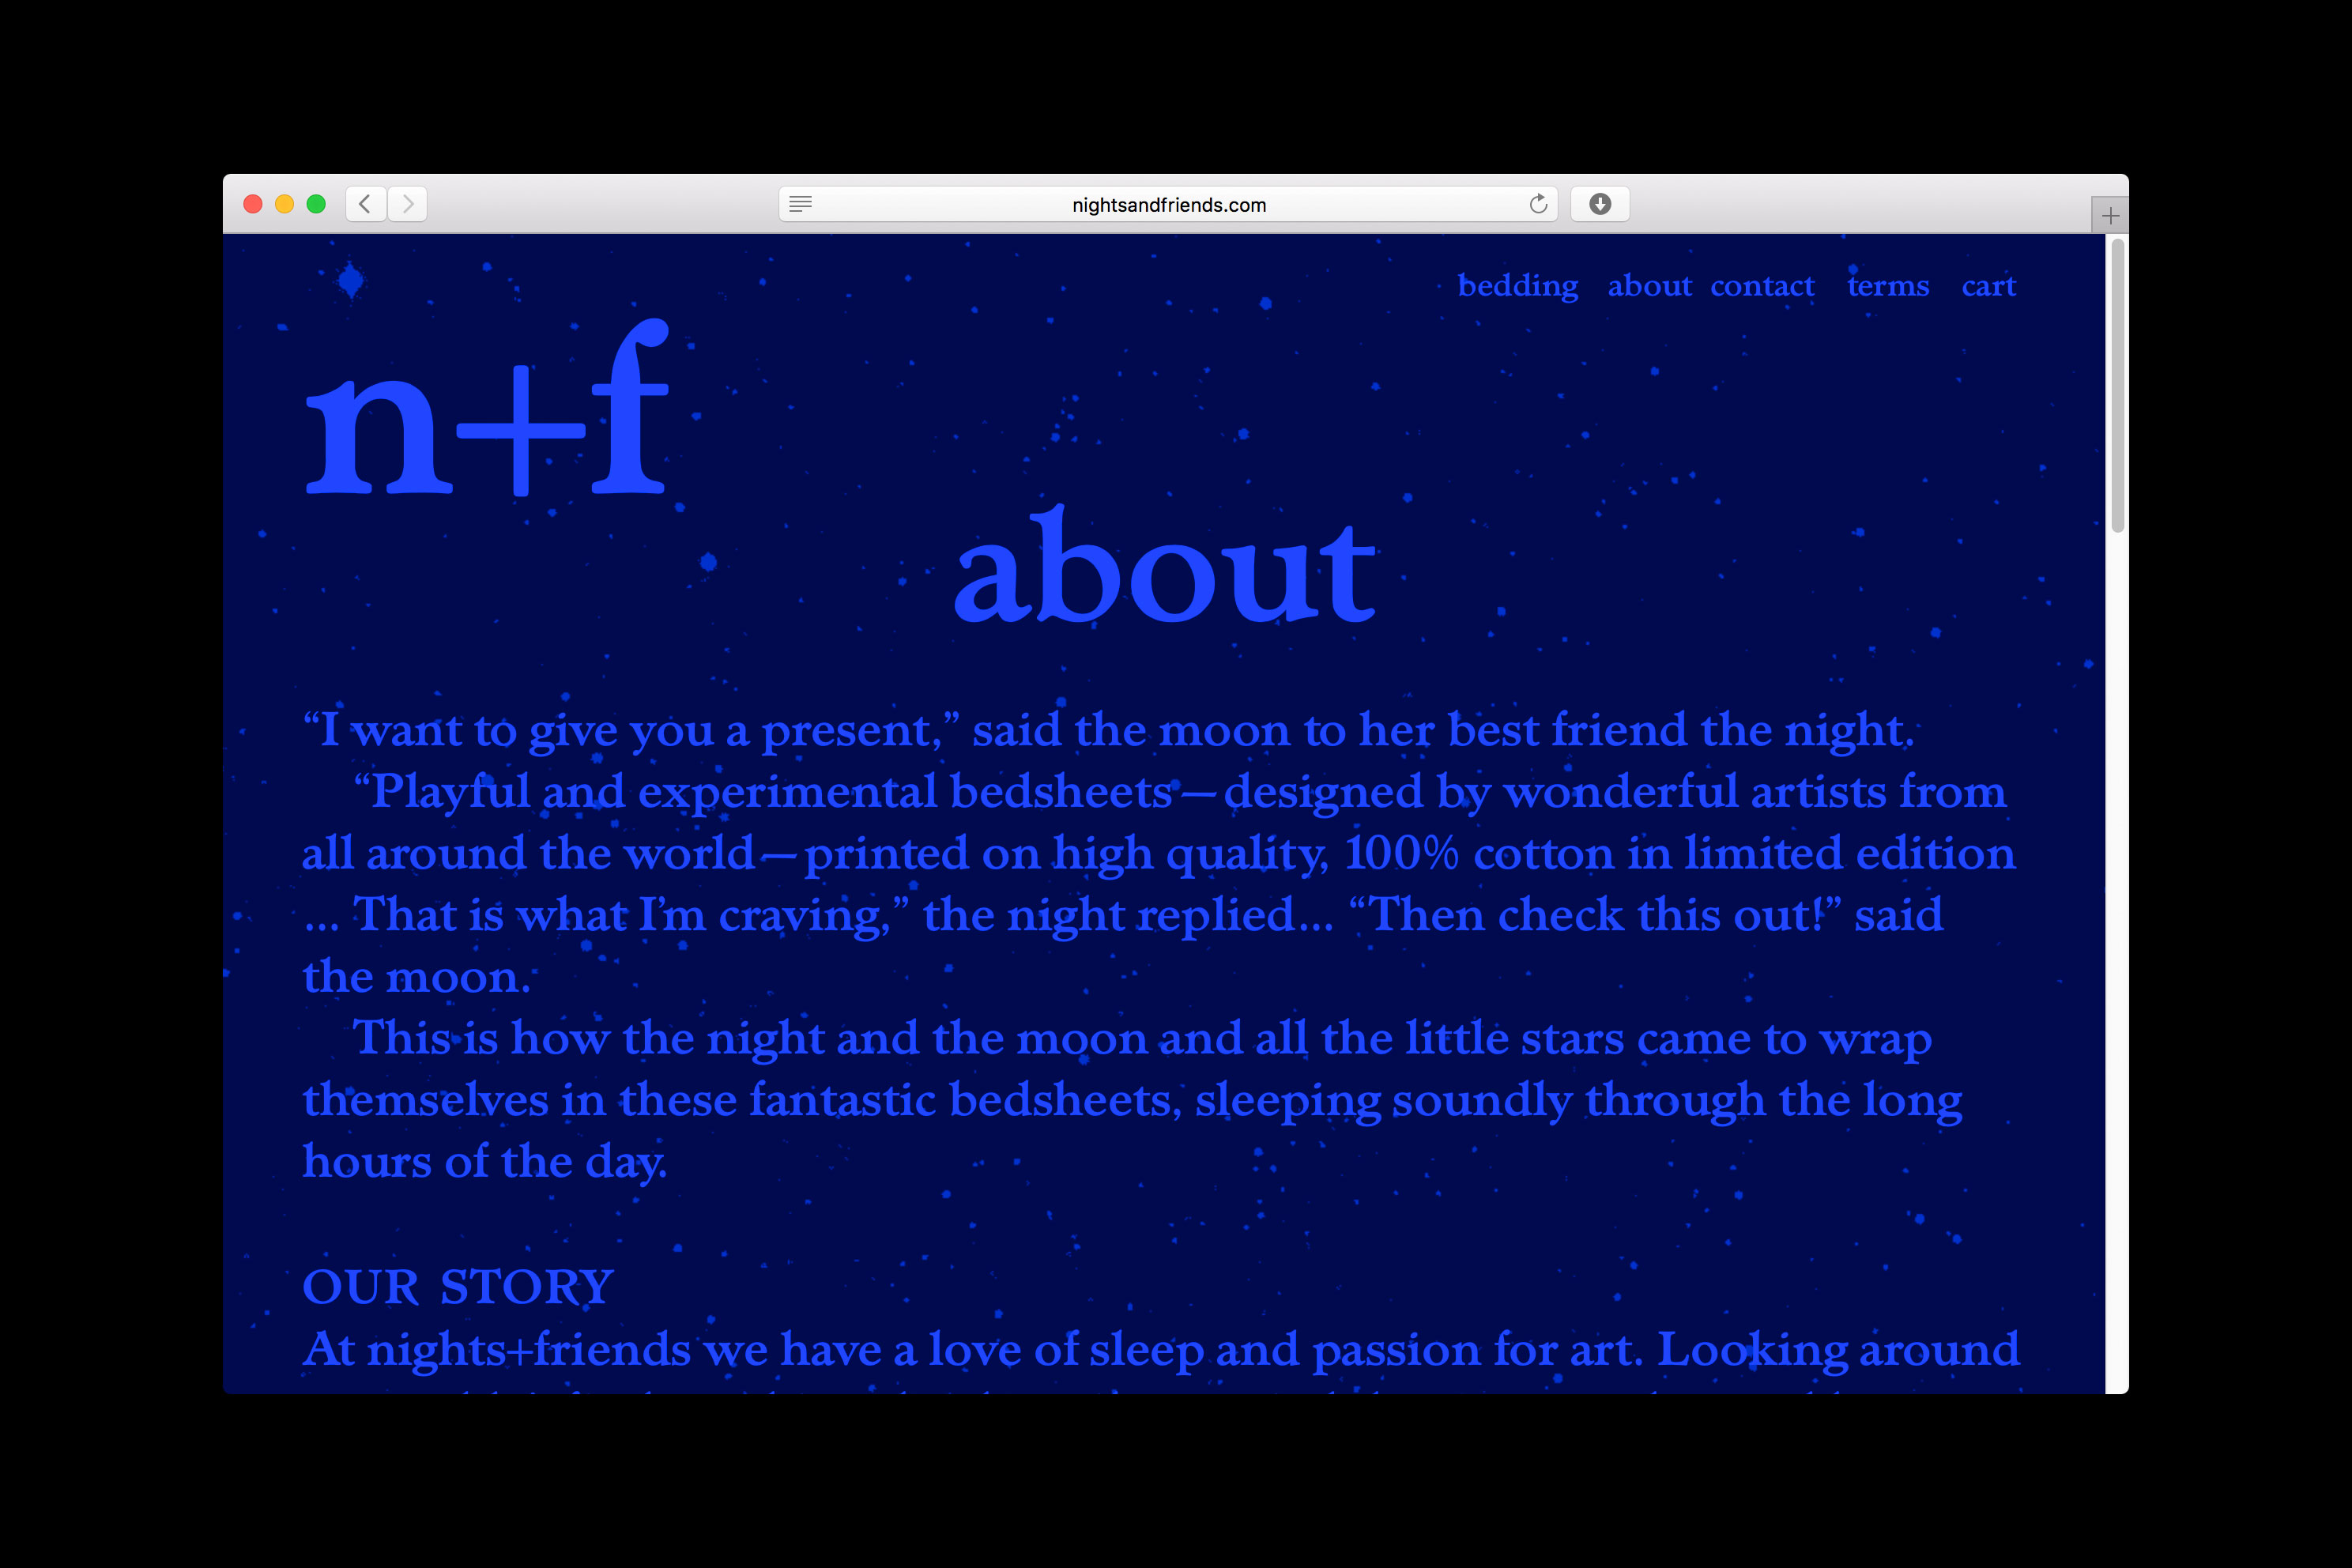 nightsandfriends.com
bedding about contact terms cart
n+f
about
“I want to give you a present,” said the moon to her best friend the night.
“Playful and experimental bedsheets—designed by wonderful artists from
all around the world—printed on high quality, 100% cotton in limited edition
... That is what I’m craving,” the night replied... “Then check this out!” said
the moon.
This is how the night and the moon and all the little stars came to wrap
themselves in these fantastic bedsheets, sleeping soundly through the long
hours of the day.
OUR STORY
At nights+friends we have a love of sleep and passion for art. Looking around